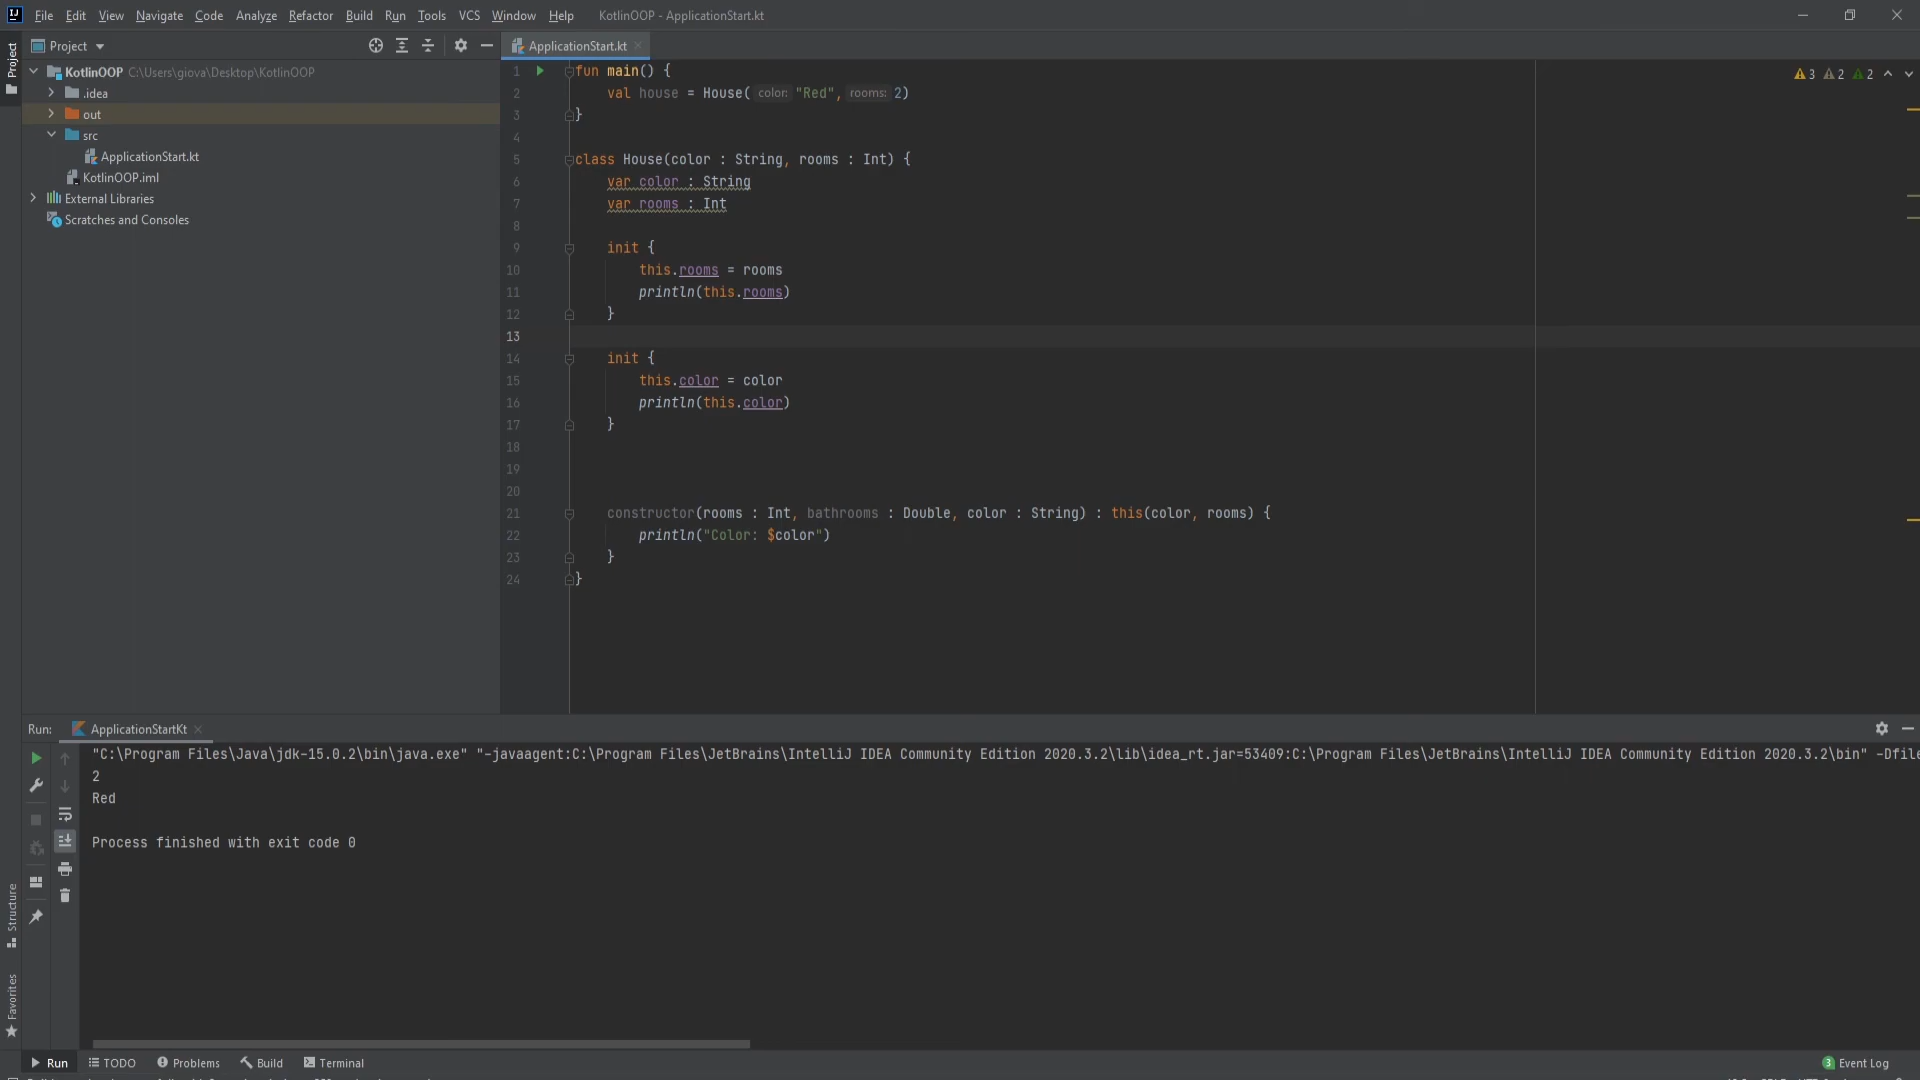 File Edit View Navigate Code Analyze Refactor Build Run Tools VCS Window Help KotlinOOP - ApplicationStart.kt
Project
Project
ApplicationStart.kt
KotlinOOP C:\Users\giova\Desktop\KotlinOOP
.idea
out
src
ApplicationStart.kt
KotlinOOP.iml
External Libraries
Scratches and Consoles
3 2 2
1 fun main() {
2 val house = House( color: "Red", rooms: 2)
3 }
4
5 class House(color : String, rooms : Int) {
6 var color : String
7 var rooms : Int
8
9 init {
10 this.rooms = rooms
11 println(this.rooms)
12 }
13
14 init {
15 this.color = color
16 println(this.color)
17 }
18
19
20
21 constructor(rooms : Int, bathrooms : Double, color : String) : this(color, rooms) {
22 println("Color: $color")
23 }
24 }
Run: ApplicationStartKt
"C:\Program Files\Java\jdk-15.0.2\bin\java.exe" "-javaagent:C:\Program Files\JetBrains\IntelliJ IDEA Community Edition 2020.3.2\lib\idea_rt.jar=53409:C:\Program Files\JetBrains\IntelliJ IDEA Community Edition 2020.3.2\bin" -Dfile
2
Red
Process finished with exit code 0
Structure
Favorites
Run TODO Problems Build Terminal 3 Event Log